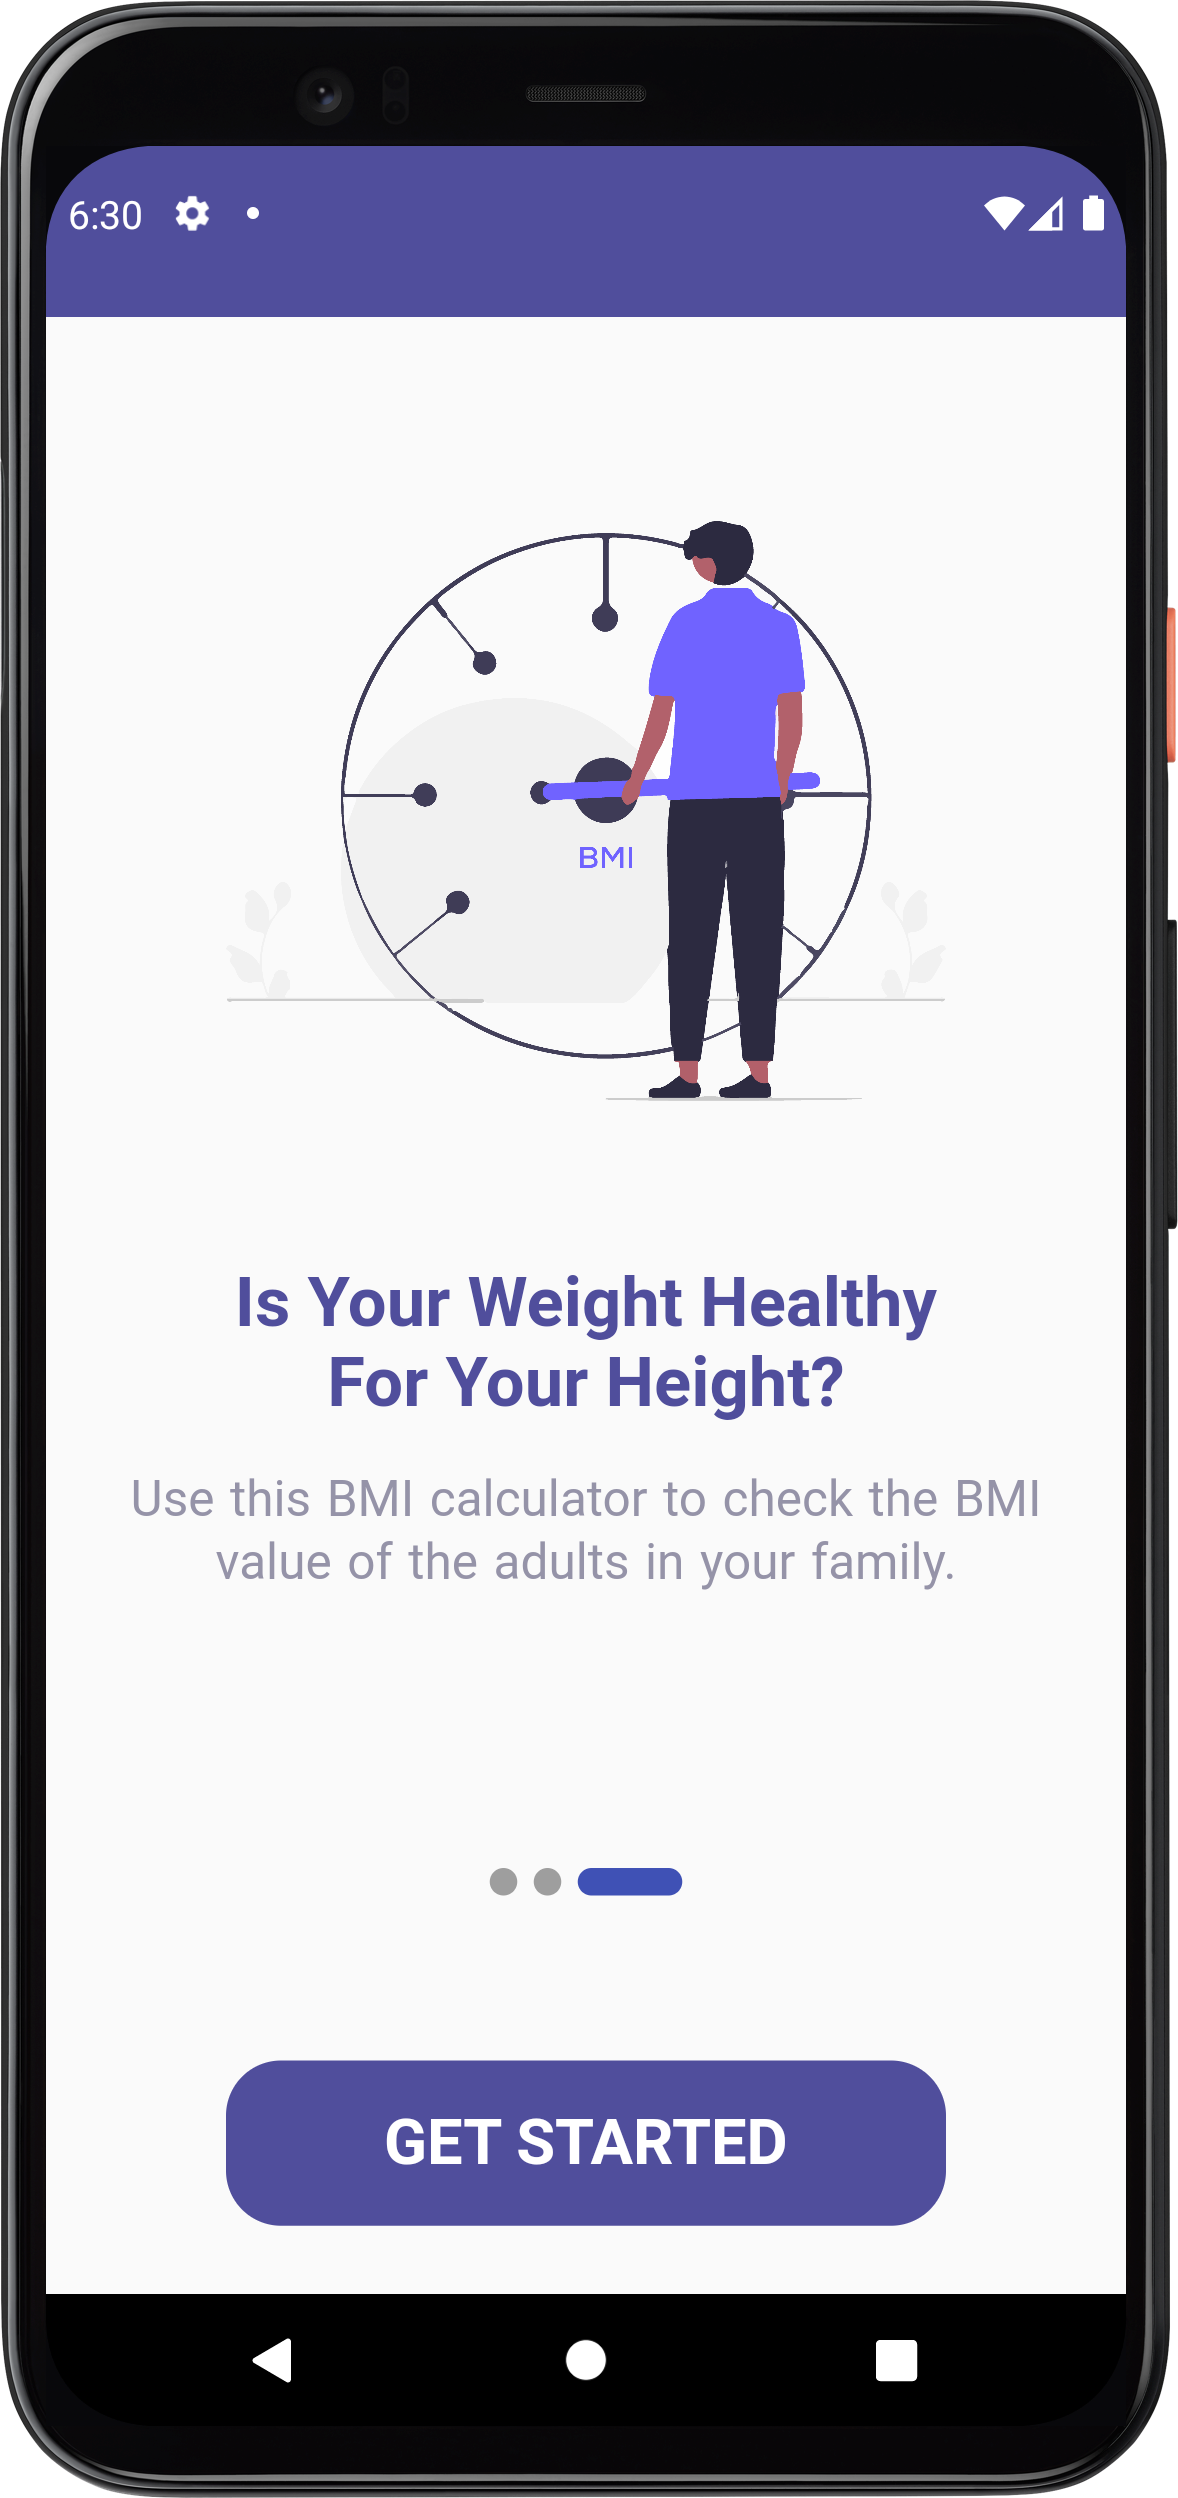 6:30
BMI
Is Your Weight Healthy
For Your Height?
Use this BMI calculator to check the BMI
value of the adults in your family.
GET STARTED